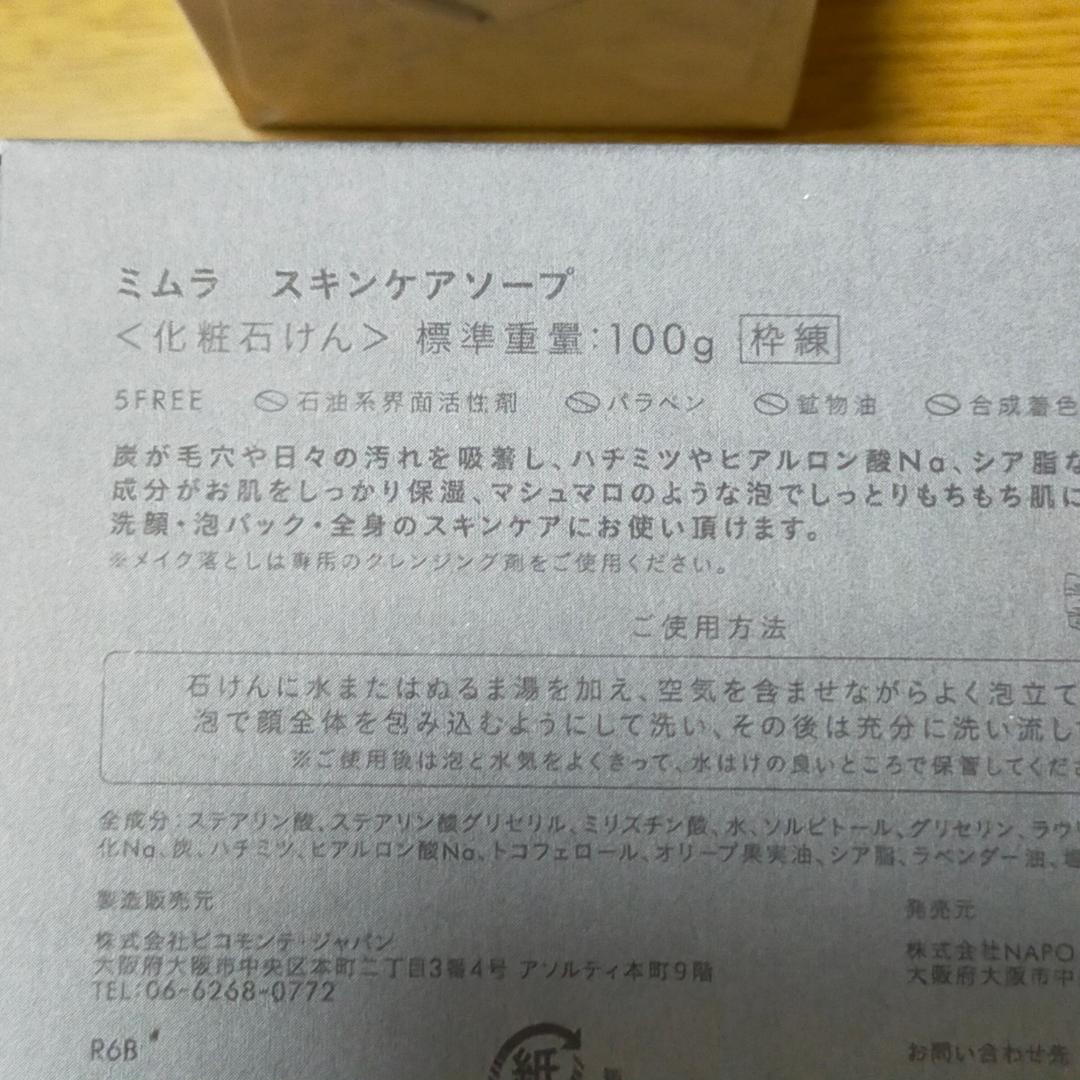 ミムラ　スキンケアソープ
＜化粧石けん＞ 標準重量:100g 枠練
5FREE 石油系界面活性剤 パラベン 鉱物油 合成着色
炭が毛穴や日々の汚れを吸着し、ハチミツやヒアルロン酸Na、シア脂な
成分がお肌をしっかり保湿、マシュマロのような泡でしっとりもちもち肌に
洗顔・泡パック・全身のスキンケアにお使い頂けます。
※メイク落としは専用のクレンジング剤をご使用ください。
ご使用方法
石けんに水またはぬるま湯を加え、空気を含ませながらよく泡立て
泡で顔全体を包み込むようにして洗い、その後は充分に洗い流し
※ご使用後は泡と水気をよくきって、水はけの良いところで保管してくだ
全成分：ステアリン酸、ステアリン酸グリセリル、ミリスチン酸、水、ソルビトール、グリセリン、ラウ
化Na、炭、ハチミツ、ヒアルロン酸Na、トコフェロール、オリーブ果実油、シア脂、ラベンダー油、
製造販売元
株式会社ピコモンテ・ジャパン
大阪府大阪市中央区本町二丁目3番4号 アソルティ本町9階
TEL:06-6268-0772
発売元
株式会社NAPO
大阪府大阪市中
R6B
紙
お問い合わせ先